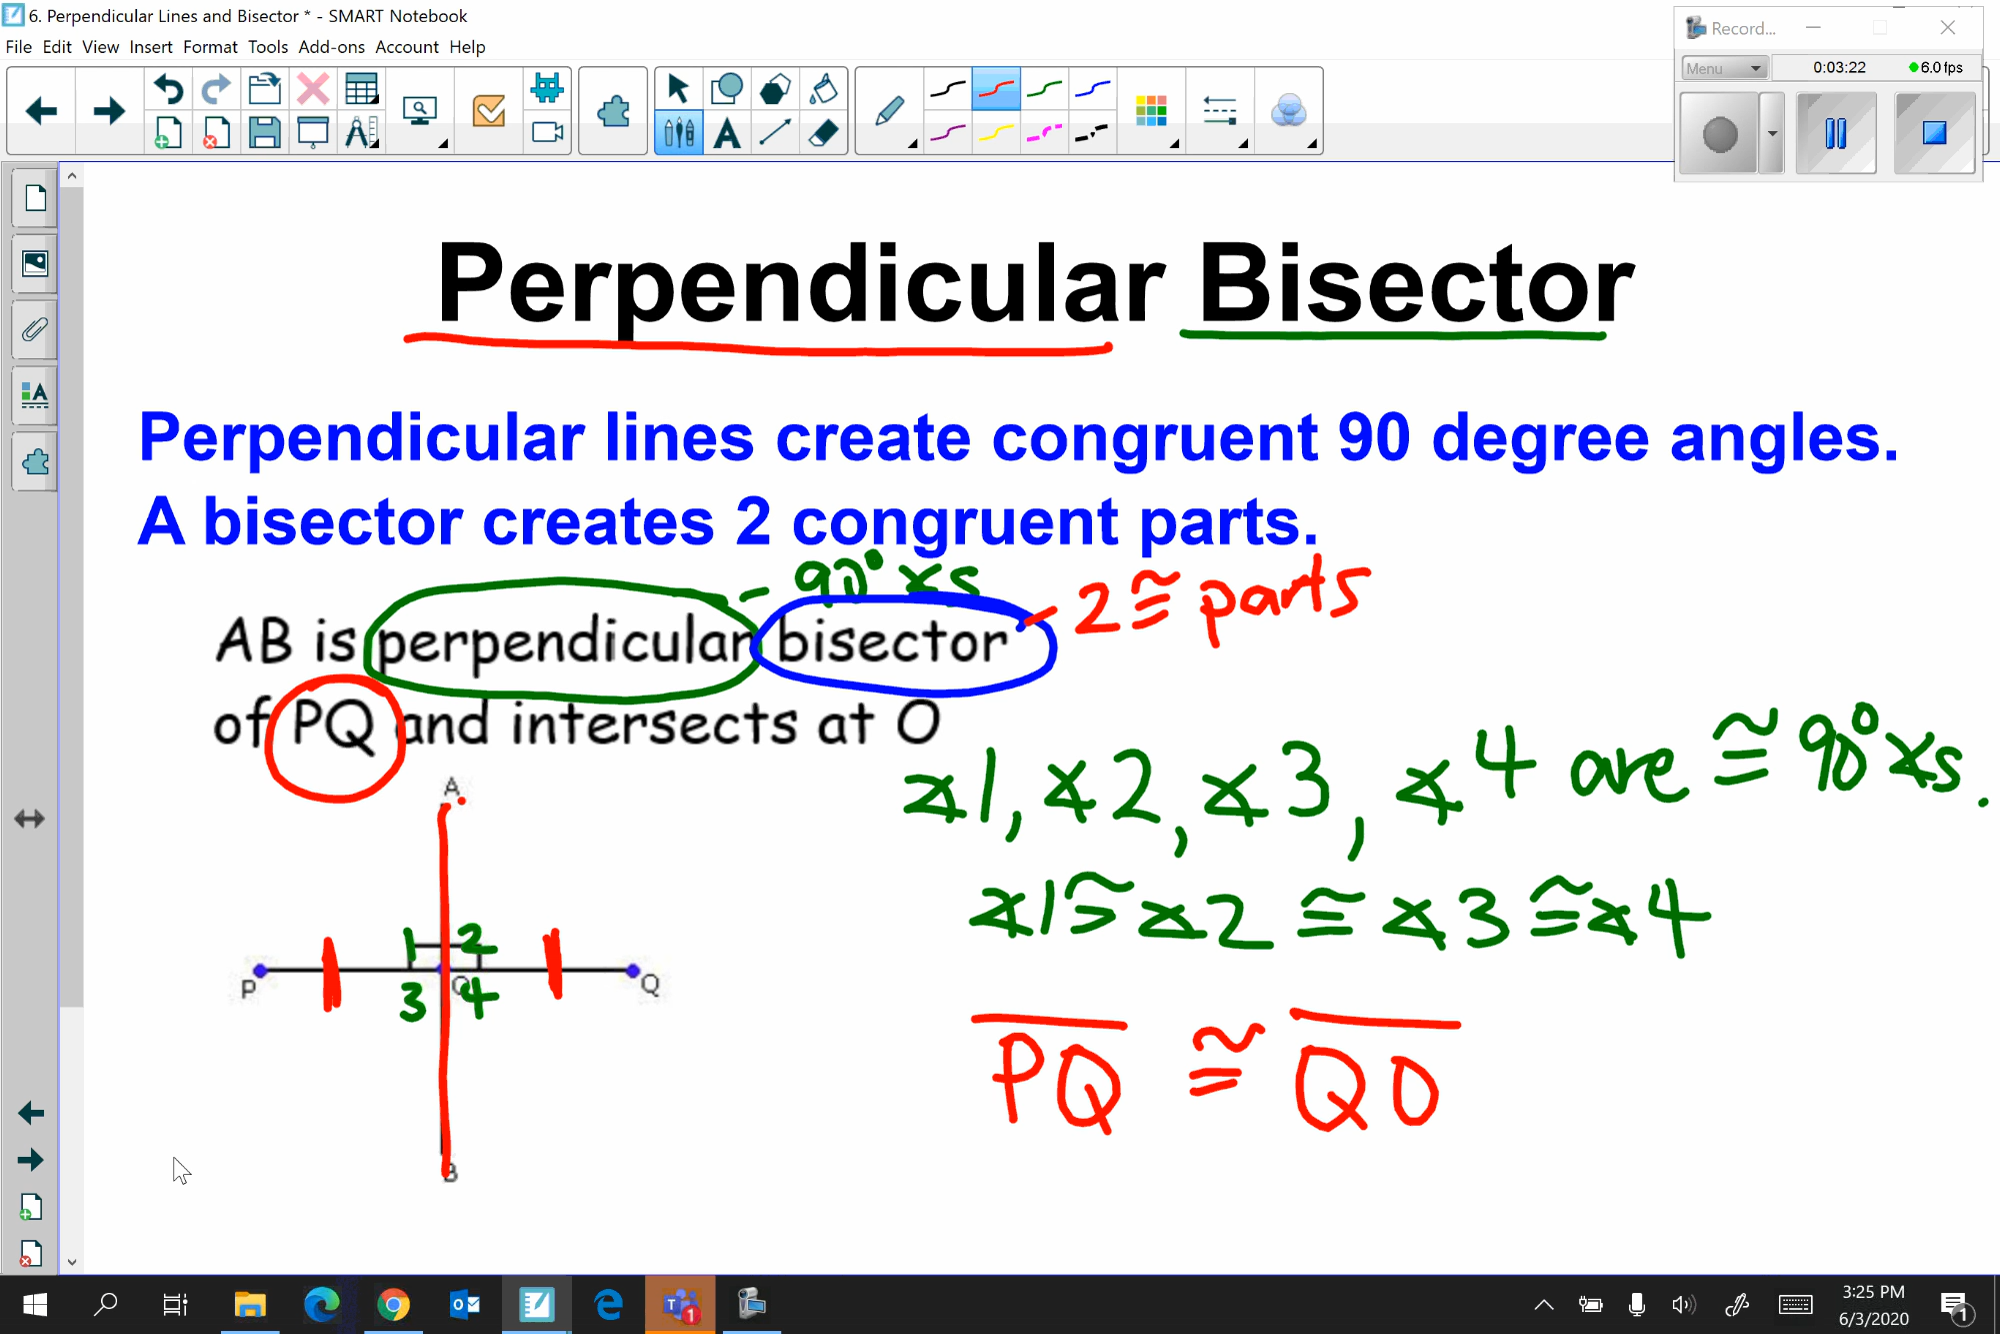 6. Perpendicular Lines and Bisector * - SMART Notebook
File Edit View Insert Format Tools Add-ons Account Help
Record...
Menu 0:03:22 6.0 fps
Perpendicular Bisector
Perpendicular lines create congruent 90 degree angles.
A bisector creates 2 congruent parts.
- 90° ∡s
- 2 ≅ parts
AB is perpendicular bisector
of PQ and intersects at O
∡1, ∡2, ∡3, ∡4 are ≅ 90° ∡s.
∡1 ≅ ∡2 ≅ ∡3 ≅ ∡4
PQ ≅ QO
A
1 2
P O Q
3 4
B
3:25 PM
6/3/2020
1
1